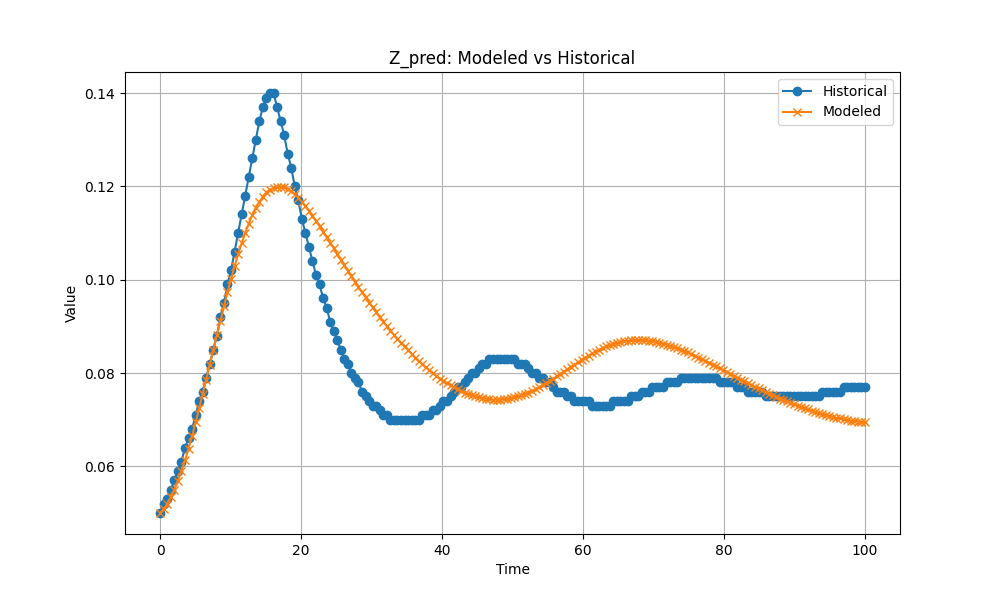 Z_pred: Modeled vs Historical
Historical
Modeled
Value
0.14
0.12
0.10
0.08
0.06
0 20 40 60 80 100
Time